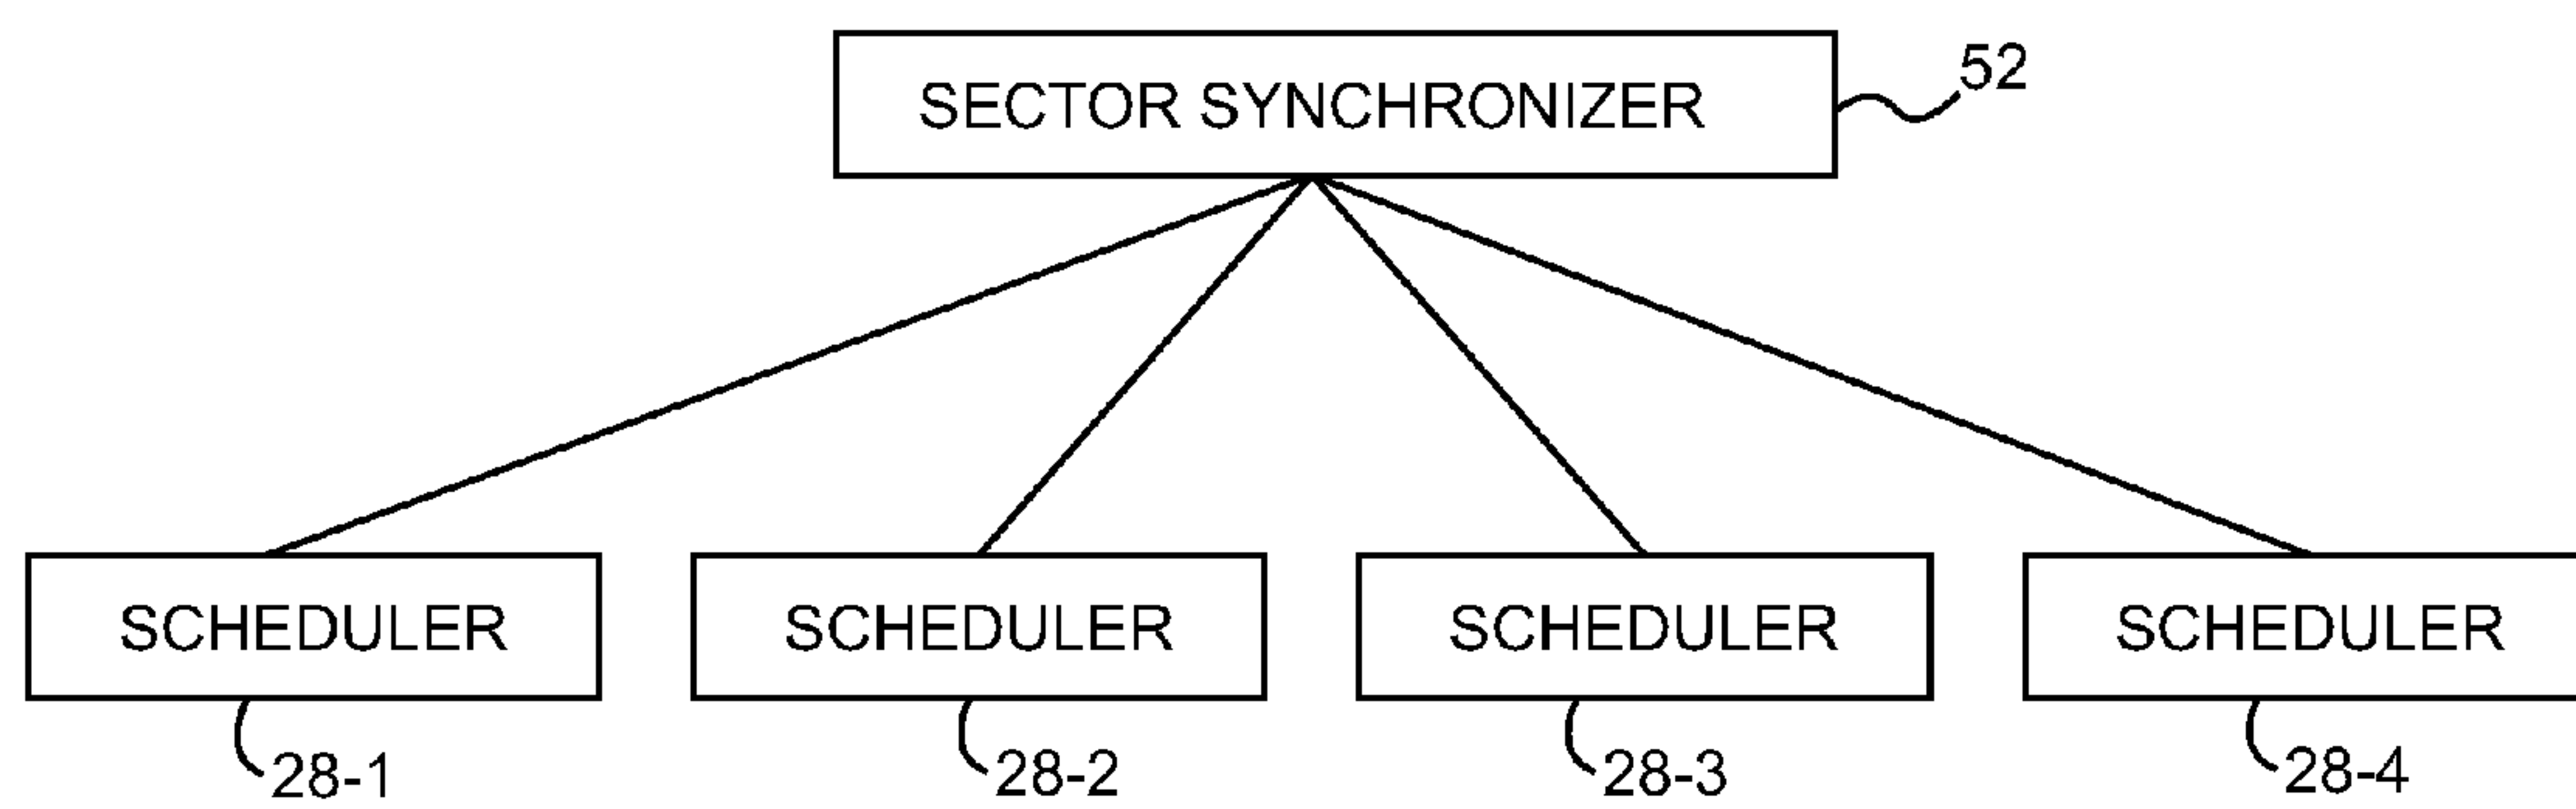 SECTOR SYNCHRONIZER
52
SCHEDULER
SCHEDULER
SCHEDULER
SCHEDULER
28-1
28-2
28-3
28-4